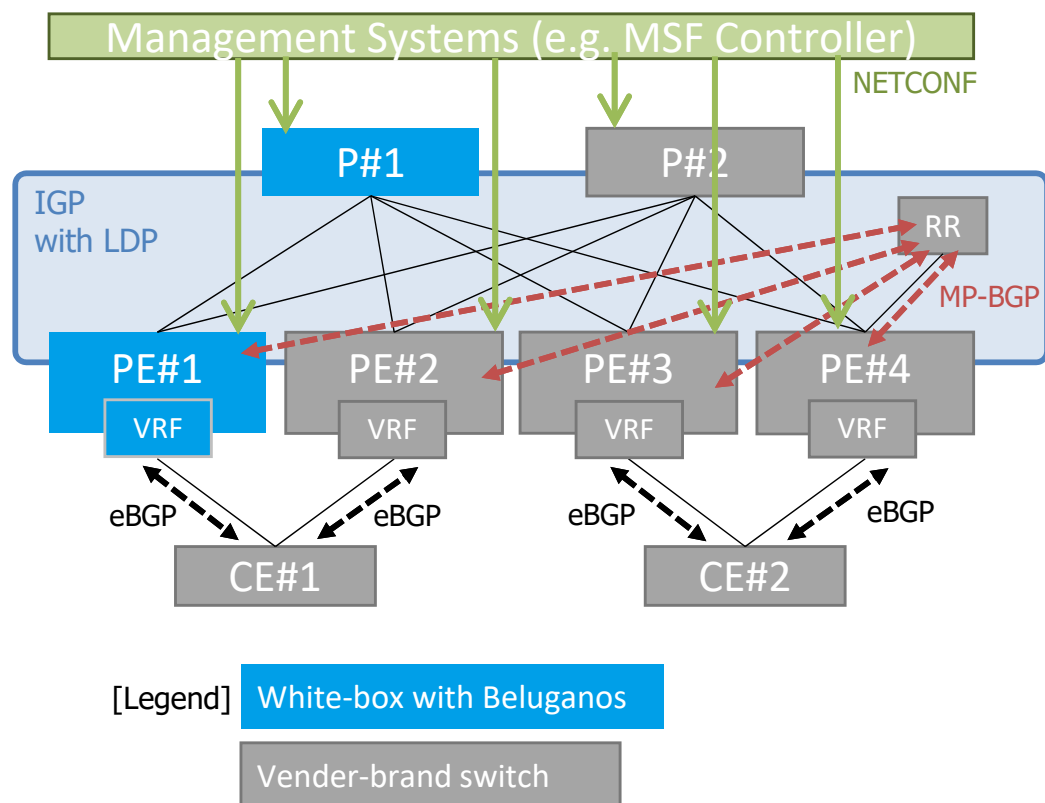 Management Systems (e.g. MSF Controller)
NETCONF
P#1
P#2
IGP
with LDP
RR
MP-BGP
PE#1
PE#2
PE#3
PE#4
VRF
VRF
VRF
VRF
eBGP
eBGP
eBGP
eBGP
CE#1
CE#2
[Legend]
White-box with Beluganos
Vender-brand switch